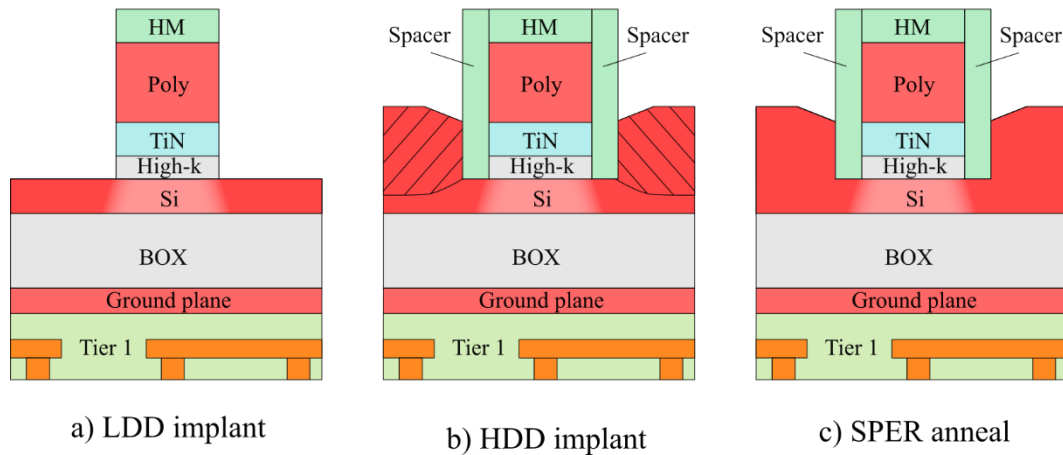 HM
Poly
TiN
High-k
Si
BOX
Ground plane
Tier 1
a) LDD implant
Spacer
HM
Spacer
Poly
TiN
High-k
Si
BOX
Ground plane
Tier 1
b) HDD implant
Spacer
HM
Spacer
Poly
TiN
High-k
Si
BOX
Ground plane
Tier 1
c) SPER anneal